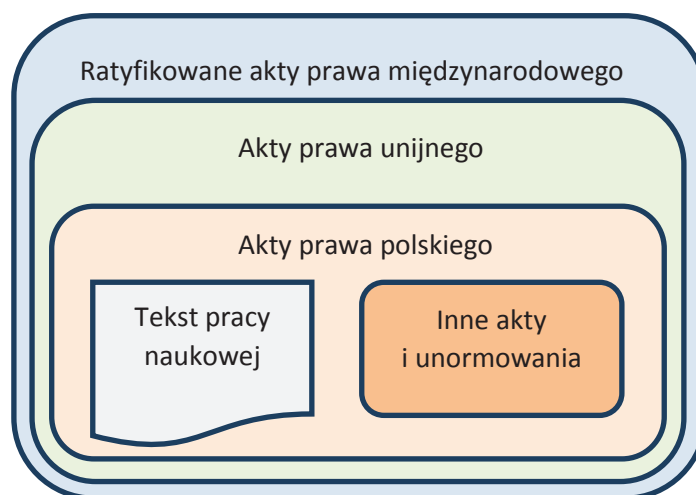 Ratyfikowane akty prawa międzynarodowego
Akty prawa unijnego
Akty prawa polskiego
Tekst pracy
naukowej
Inne akty
i unormowania